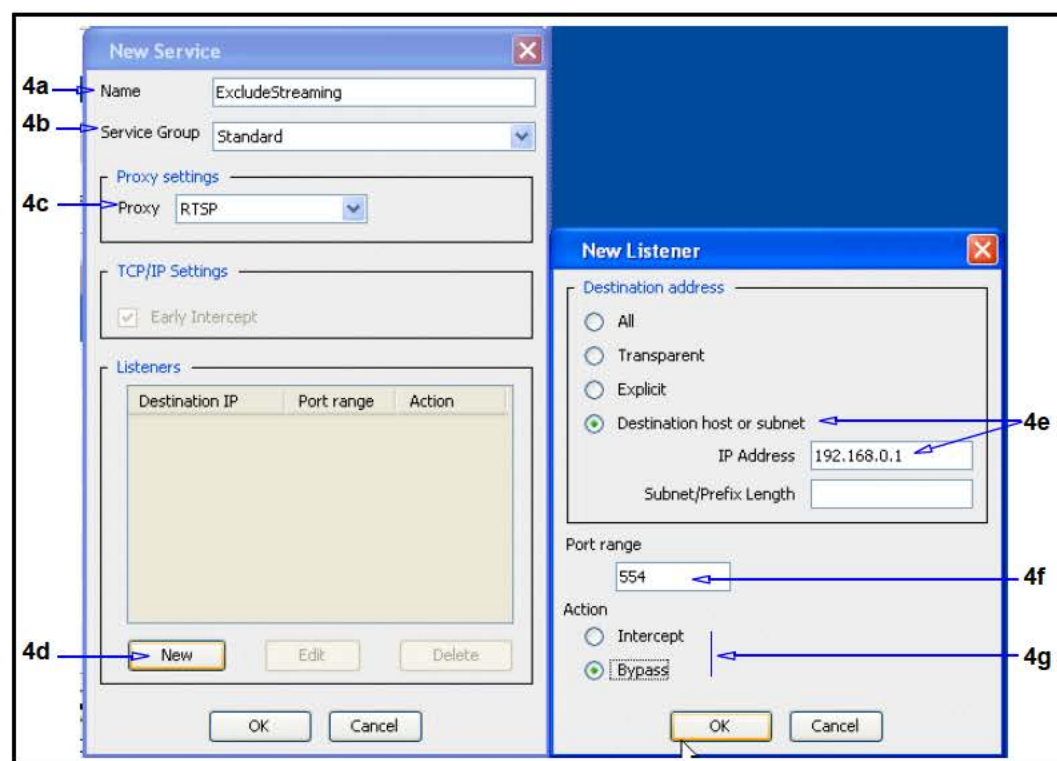 New Service
4a
Name
ExcludeStreaming
4b
Service Group
Standard
Proxy settings
4c
Proxy
RTSP
TCP/IP Settings
Early Intercept
Listeners
Destination IP
Port range
Action
4d
New
Edit
Delete
OK
Cancel
New Listener
Destination address
All
Transparent
Explicit
Destination host or subnet
4e
IP Address
192.168.0.1
Subnet/Prefix Length
Port range
554
4f
Action
Intercept
4g
Bypass
OK
Cancel